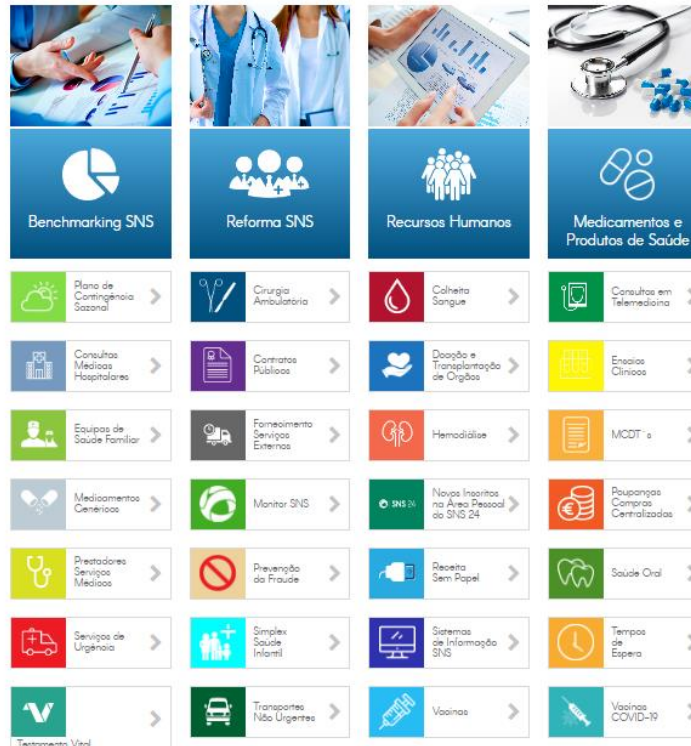 Benchmarking SNS
Reforma SNS
Recursos Humanos
Medicamentos e
Produtos de Saúde
Plano de
Contingência
Sazonal
Cirurgia
Ambulatória
Colheita
Sangue
Consultas em
Telemedicina
Consultas
Médicas
Hospitalares
Contratos
Públicos
Doação e
Transplantação
de Orgãos
Ensaios
Clínicos
Equipas de
Saúde Familiar
Fornecimento
Serviços
Externos
Hemodiálise
MCDT`s
Medicamentos
Genéricos
Monitor SNS
SNS 24
Novos Inscritos
na Área Pessoal
do SNS 24
Poupanças
Compras
Centralizadas
Prestadores
Serviços
Médicos
Prevenção
da Fraude
Receita
Sem Papel
Saúde Oral
Serviços de
Urgência
Simplex
Saúde
Infantil
Sistemas
de Informação
SNS
Tempos
de
Espera
Testamento Vital
Transportes
Não Urgentes
Vacinas
Vacinas
COVID-19